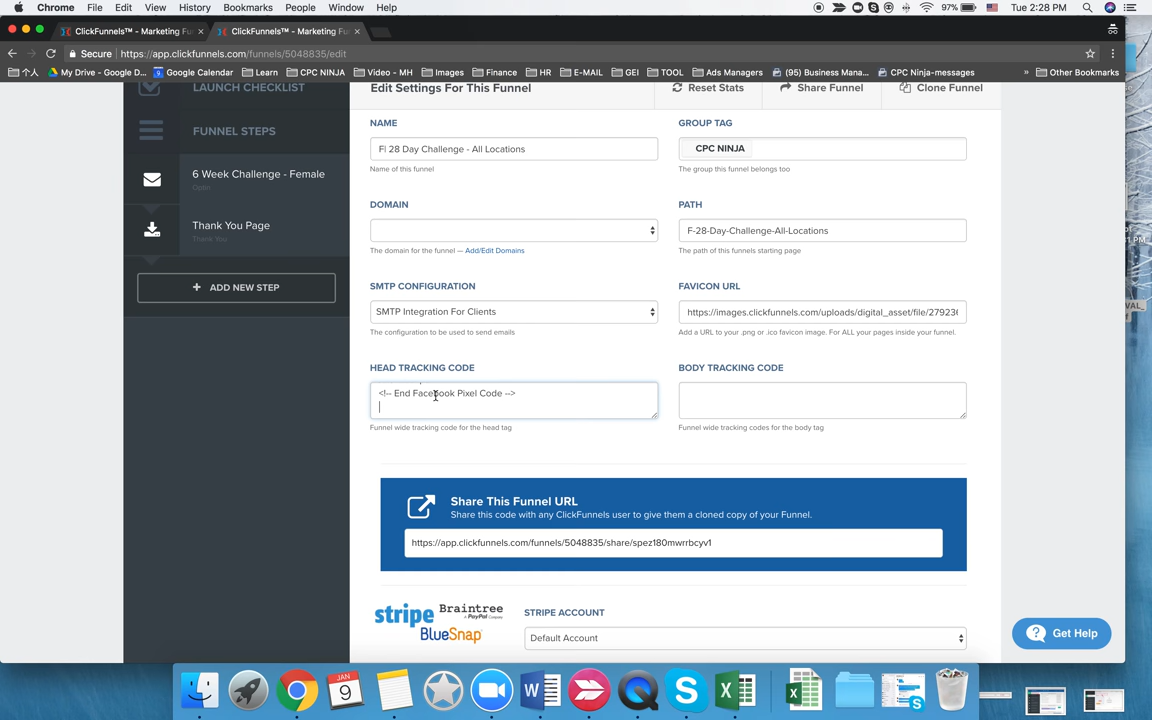 Chrome File Edit View History Bookmarks People Window Help 97% Tue 2:28 PM
ClickFunnels™ - Marketing Fu × ClickFunnels™ - Marketing Fu ×
Secure https://app.clickfunnels.com/funnels/5048835/edit
个人 My Drive - Google D... Google Calendar Learn CPC NINJA Video - MH Images Finance HR E-MAIL GEI TOOL Ads Managers (95) Business Mana... CPC Ninja-messages » Other Bookmarks
LAUNCH CHECKLIST
FUNNEL STEPS
6 Week Challenge - Female
Optin
Thank You Page
Thank You
+ ADD NEW STEP
Edit Settings For This Funnel
Reset Stats
Share Funnel
Clone Funnel
NAME
F| 28 Day Challenge - All Locations
Name of this funnel
GROUP TAG
CPC NINJA
The group this funnel belongs too
DOMAIN
The domain for the funnel — Add/Edit Domains
PATH
F-28-Day-Challenge-All-Locations
The path of this funnels starting page
SMTP CONFIGURATION
SMTP Integration For Clients
The configuration to be used to send emails
FAVICON URL
https://images.clickfunnels.com/uploads/digital_asset/file/279236
Add a URL to your .png or .ico favicon image. For ALL your pages inside your funnel.
HEAD TRACKING CODE
<!-- End Facebook Pixel Code -->
Funnel wide tracking code for the head tag
BODY TRACKING CODE
Funnel wide tracking codes for the body tag
Share This Funnel URL
Share this code with any ClickFunnels user to give them a cloned copy of your Funnel.
https://app.clickfunnels.com/funnels/5048835/share/spez180mwrrbcyv1
stripe Braintree
A PayPal Company
BlueSnap
STRIPE ACCOUNT
Default Account
? Get Help
JAN
9